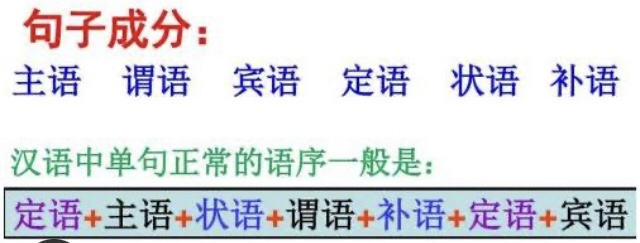 句子成分：
主语 谓语 宾语 定语 状语 补语
汉语中单句正常的语序一般是：
定语+主语+状语+谓语+补语+定语+宾语